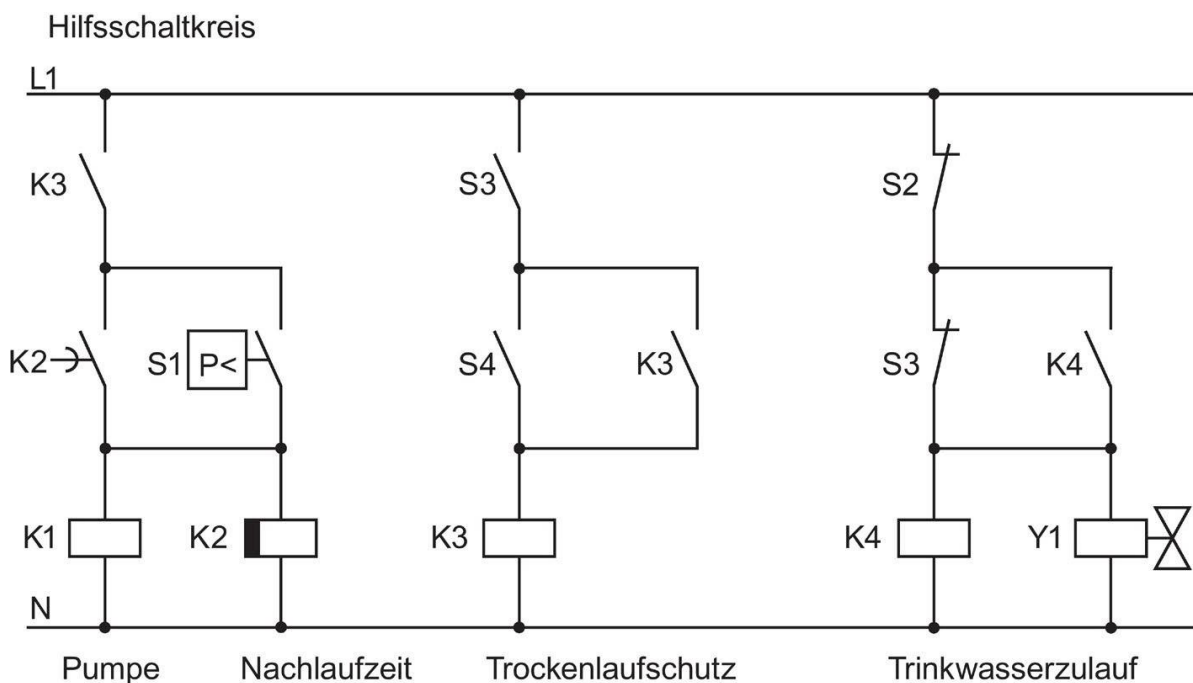 Hilfsschaltkreis
L1
K3
S3
S2
K2
S1
P<
S4
K3
S3
K4
K1
K2
K3
K4
Y1
N
Pumpe
Nachlaufzeit
Trockenlaufschutz
Trinkwasserzulauf